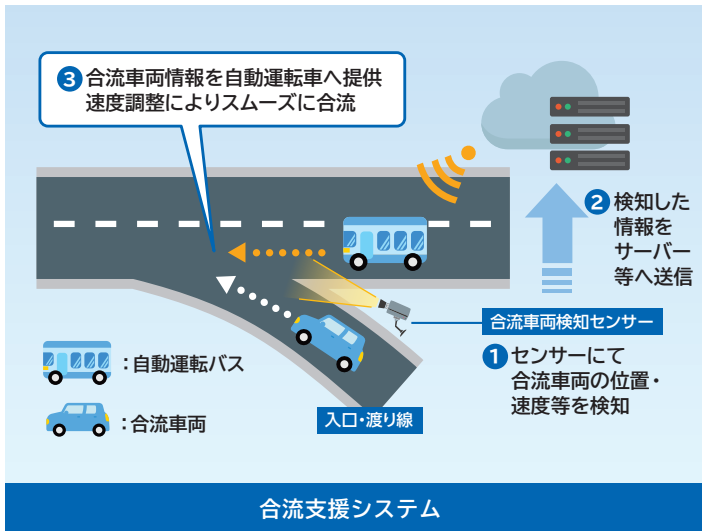 ③合流車両情報を自動運転車へ提供
速度調整によりスムーズに合流
②検知した
情報を
サーバー
等へ送信
合流車両検知センサー
①センサーにて
合流車両の位置・
速度等を検知
：自動運転バス
：合流車両
入口・渡り線
合流支援システム